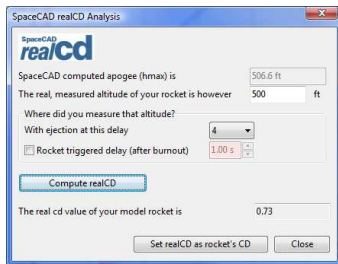 SpaceCAD realCD Analysis
SpaceCAD
realCd
SpaceCAD computed apogee (hmax) is 506.6 ft
The real, measured altitude of your rocket is however 500 ft
Where did you measure that altitude?
With ejection at this delay 4
Rocket triggered delay (after burnout) 1.00 s
Compute realCD
The real cd value of your model rocket is 0.73
Set realCD as rocket's CD Close